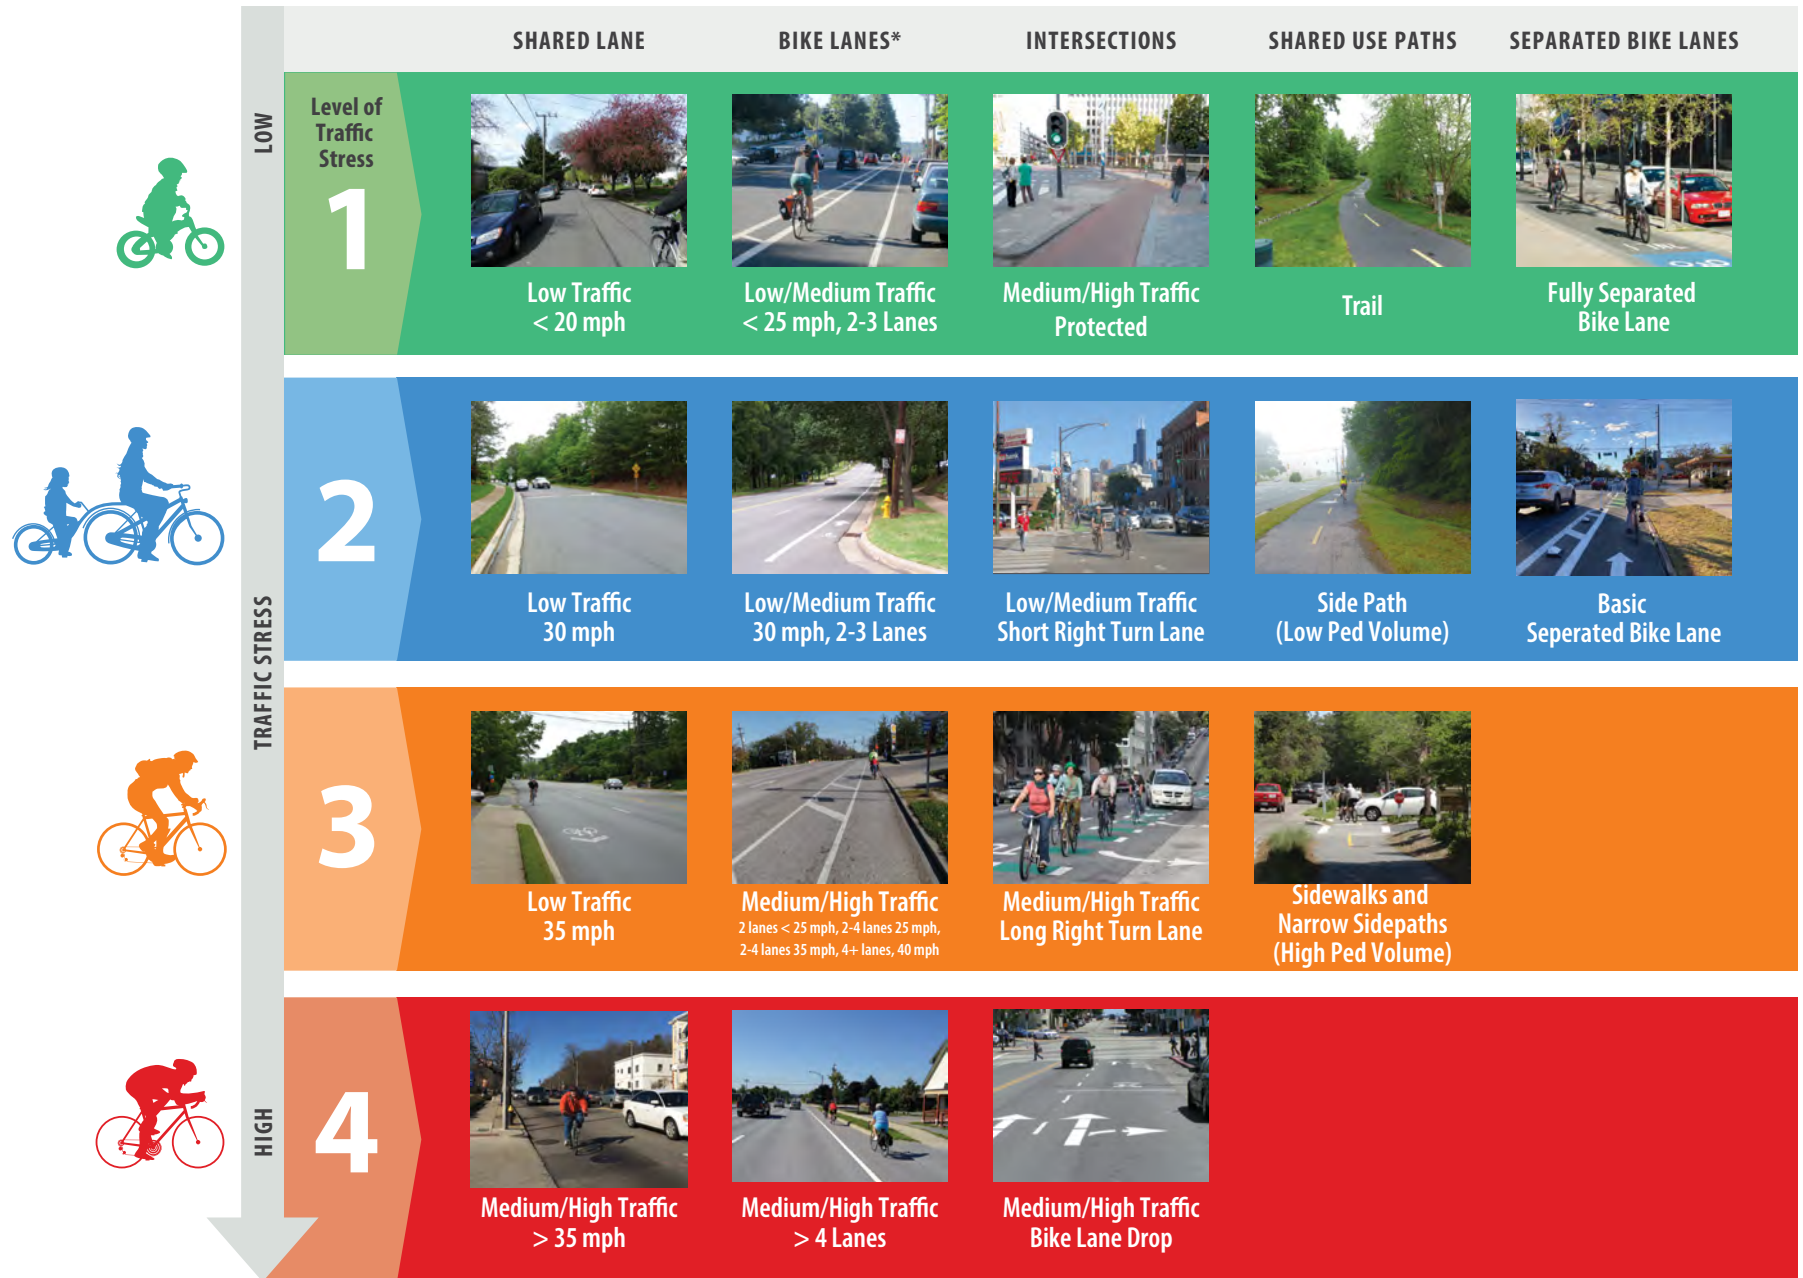 SHARED LANE
BIKE LANES*
INTERSECTIONS
SHARED USE PATHS
SEPARATED BIKE LANES
LOW
TRAFFIC STRESS
HIGH
Level of
Traffic
Stress
1
Low Traffic
< 20 mph
Low/Medium Traffic
< 25 mph, 2-3 Lanes
Medium/High Traffic
Protected
Trail
Fully Separated
Bike Lane
2
Low Traffic
30 mph
Low/Medium Traffic
30 mph, 2-3 Lanes
Low/Medium Traffic
Short Right Turn Lane
Side Path
(Low Ped Volume)
Basic
Seperated Bike Lane
3
Low Traffic
35 mph
Medium/High Traffic
2 lanes < 25 mph, 2-4 lanes 25 mph,
2-4 lanes 35 mph, 4+ lanes, 40 mph
Medium/High Traffic
Long Right Turn Lane
Sidewalks and
Narrow Sidepaths
(High Ped Volume)
4
Medium/High Traffic
> 35 mph
Medium/High Traffic
> 4 Lanes
Medium/High Traffic
Bike Lane Drop